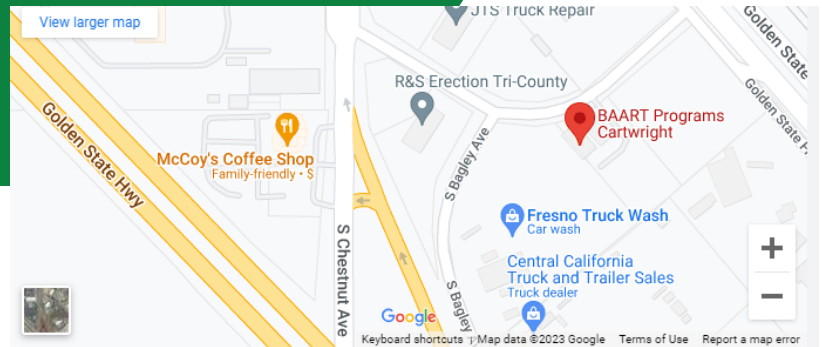 View larger map
JTS Truck Repair
Golden State
R&S Erection Tri-County
Golden State H
BAART Programs
Cartwright
Golden State Hwy
McCoy's Coffee Shop
Family-friendly • $
S Bagley Ave
Fresno Truck Wash
Car wash
S Chestnut Ave
Central California
Truck and Trailer Sales
Truck dealer
S Bagley
Google
Keyboard shortcuts
Map data ©2023 Google
Terms of Use
Report a map error